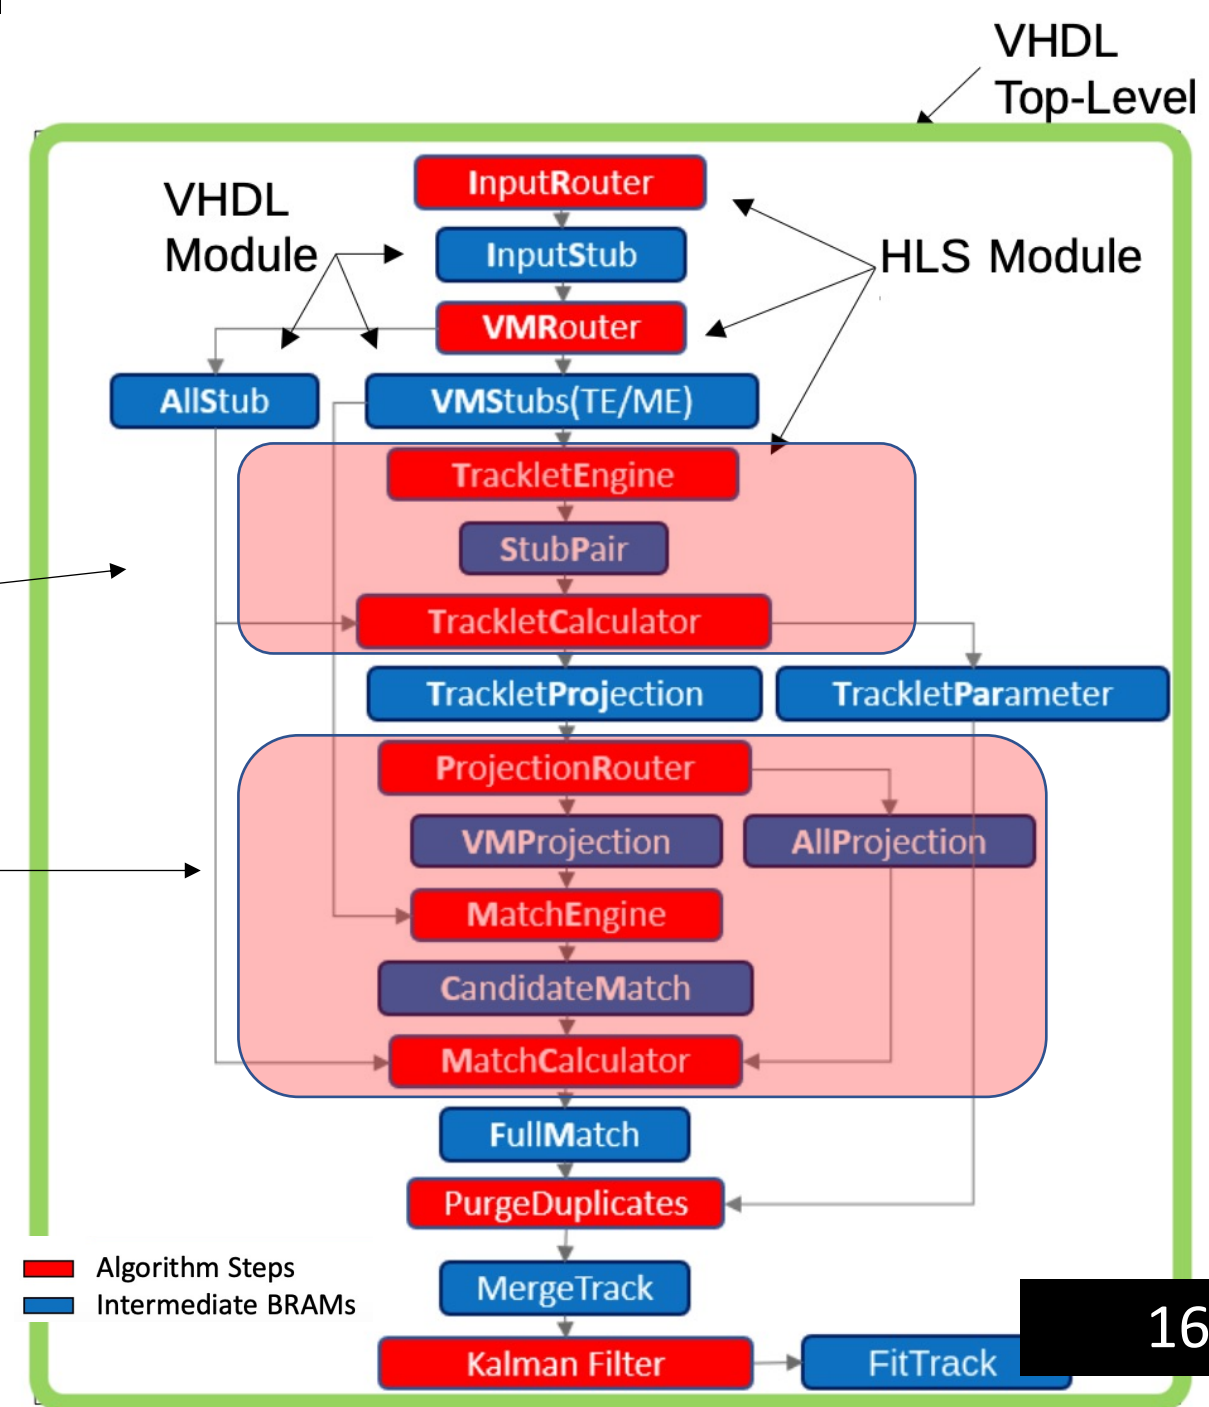 VHDL
Top-Level
InputRouter
VHDL
Module
InputStub
HLS Module
VMRouter
AllStub
VMStubs(TE/ME)
TrackletEngine
StubPair
TrackletCalculator
TrackletProjection
TrackletParameter
ProjectionRouter
VMProjection
AllProjection
MatchEngine
CandidateMatch
MatchCalculator
FullMatch
PurgeDuplicates
Algorithm Steps
MergeTrack
Intermediate BRAMs
16
Kalman Filter
FitTrack